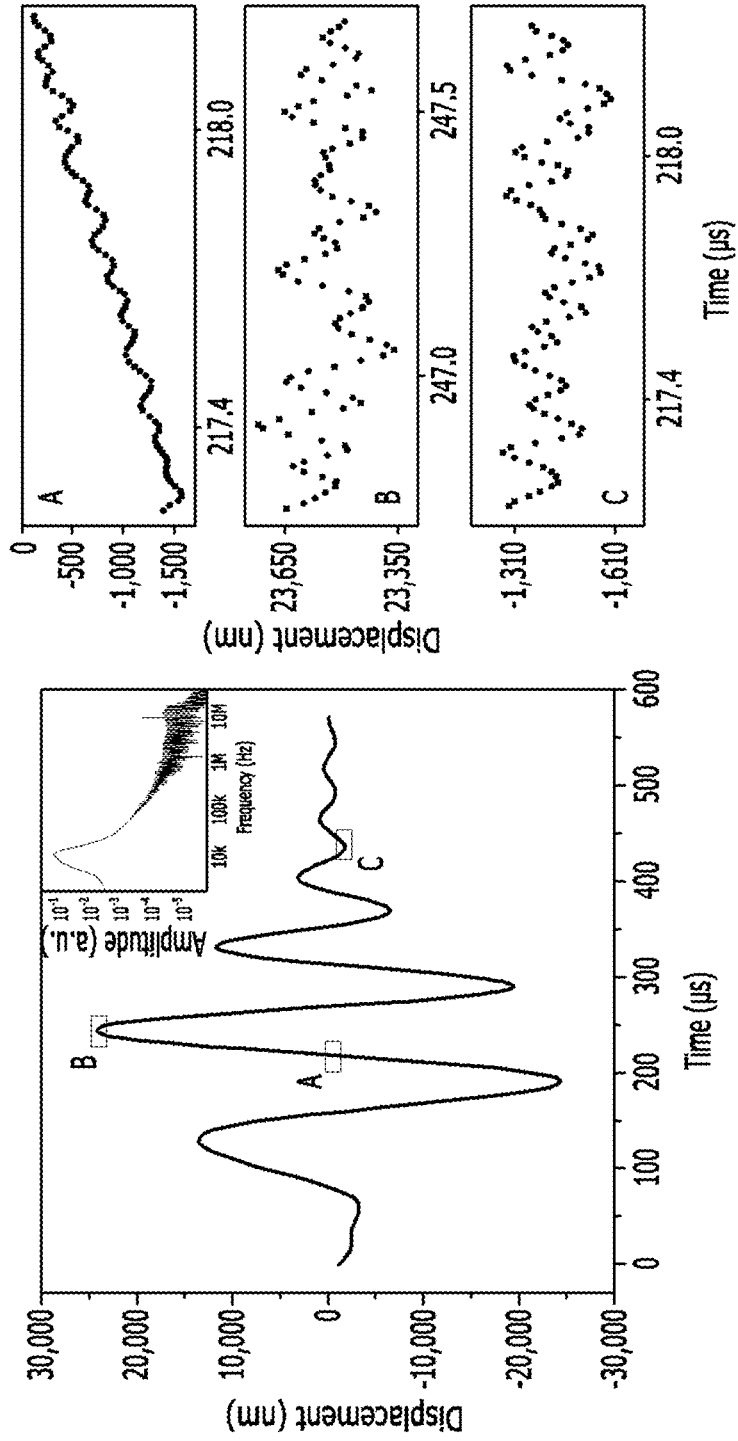 Displacement (nm)
30,000
20,000
10,000
0
-10,000
-20,000
-30,000
0
100
200
300
400
500
600
Time (µs)
A
B
C
Amplitude (a.u.)
10-1
10-2
10-3
10-4
10-5
10k
100k
1M
10M
Frequency (Hz)
Displacement (nm)
0
-500
-1,000
-1,500
A
217.4
218.0
23,650
23,350
B
247.0
247.5
-1,310
-1,610
C
217.4
218.0
Time (µs)